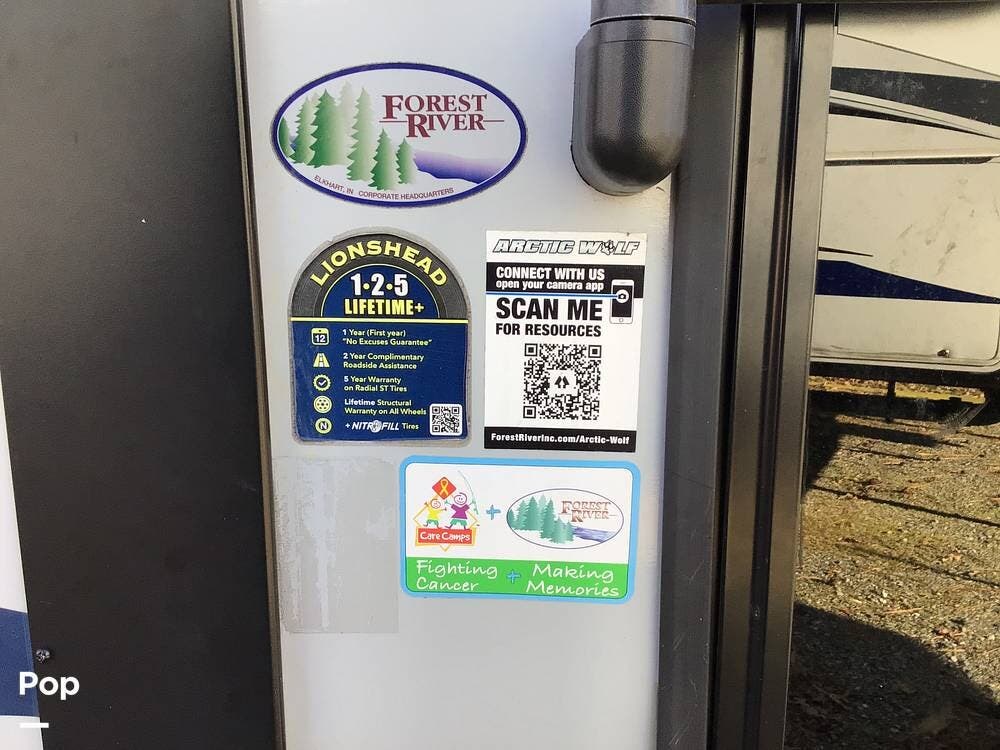 FOREST
RIVER
ELKHART, IN CORPORATE HEADQUARTERS
LIONSHEAD
1·2·5
LIFETIME+
12
1 Year (First year)
"No Excuses Guarantee"
2 Year Complimentary
Roadside Assistance
5 Year Warranty
on Radial ST Tires
Lifetime Structural
Warranty on All Wheels
N
+ NITROFILL Tires
ARCTIC WOLF
CONNECT WITH US
open your camera app
SCAN ME
FOR RESOURCES
ForestRiverInc.com/Arctic-Wolf
Care Camps
+
FOREST
RIVER
Fighting
Cancer
+
Making
Memories
Pop